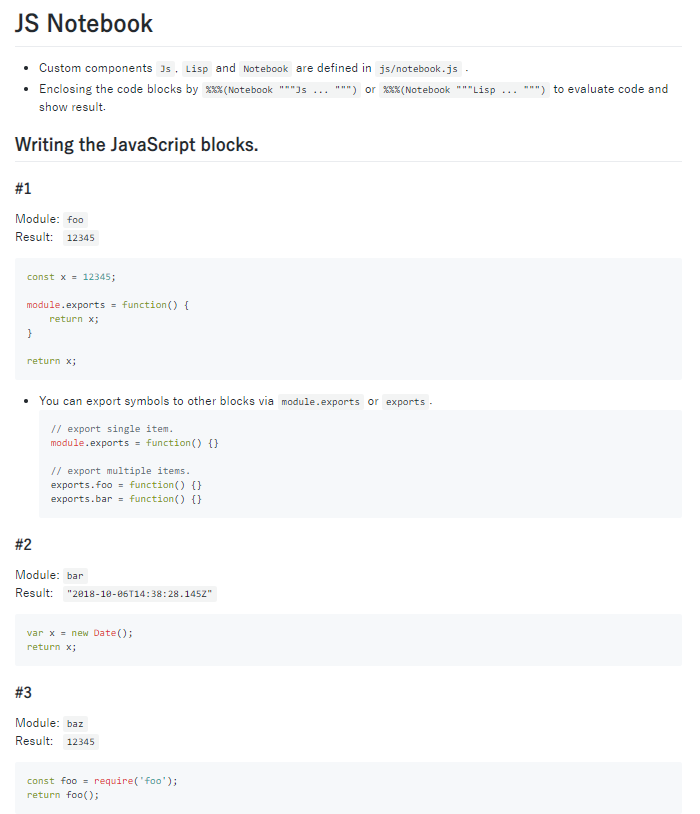 JS Notebook
• Custom components Js, Lisp and Notebook are defined in js/notebook.js .
• Enclosing the code blocks by %%%(Notebook """Js ... """) or %%%(Notebook """Lisp ... """) to evaluate code and
show result.
Writing the JavaScript blocks.
#1
Module: foo
Result: 12345
const x = 12345;
module.exports = function() {
    return x;
}
return x;
• You can export symbols to other blocks via module.exports or exports.
// export single item.
module.exports = function() {}
// export multiple items.
exports.foo = function() {}
exports.bar = function() {}
#2
Module: bar
Result: "2018-10-06T14:38:28.145Z"
var x = new Date();
return x;
#3
Module: baz
Result: 12345
const foo = require('foo');
return foo();